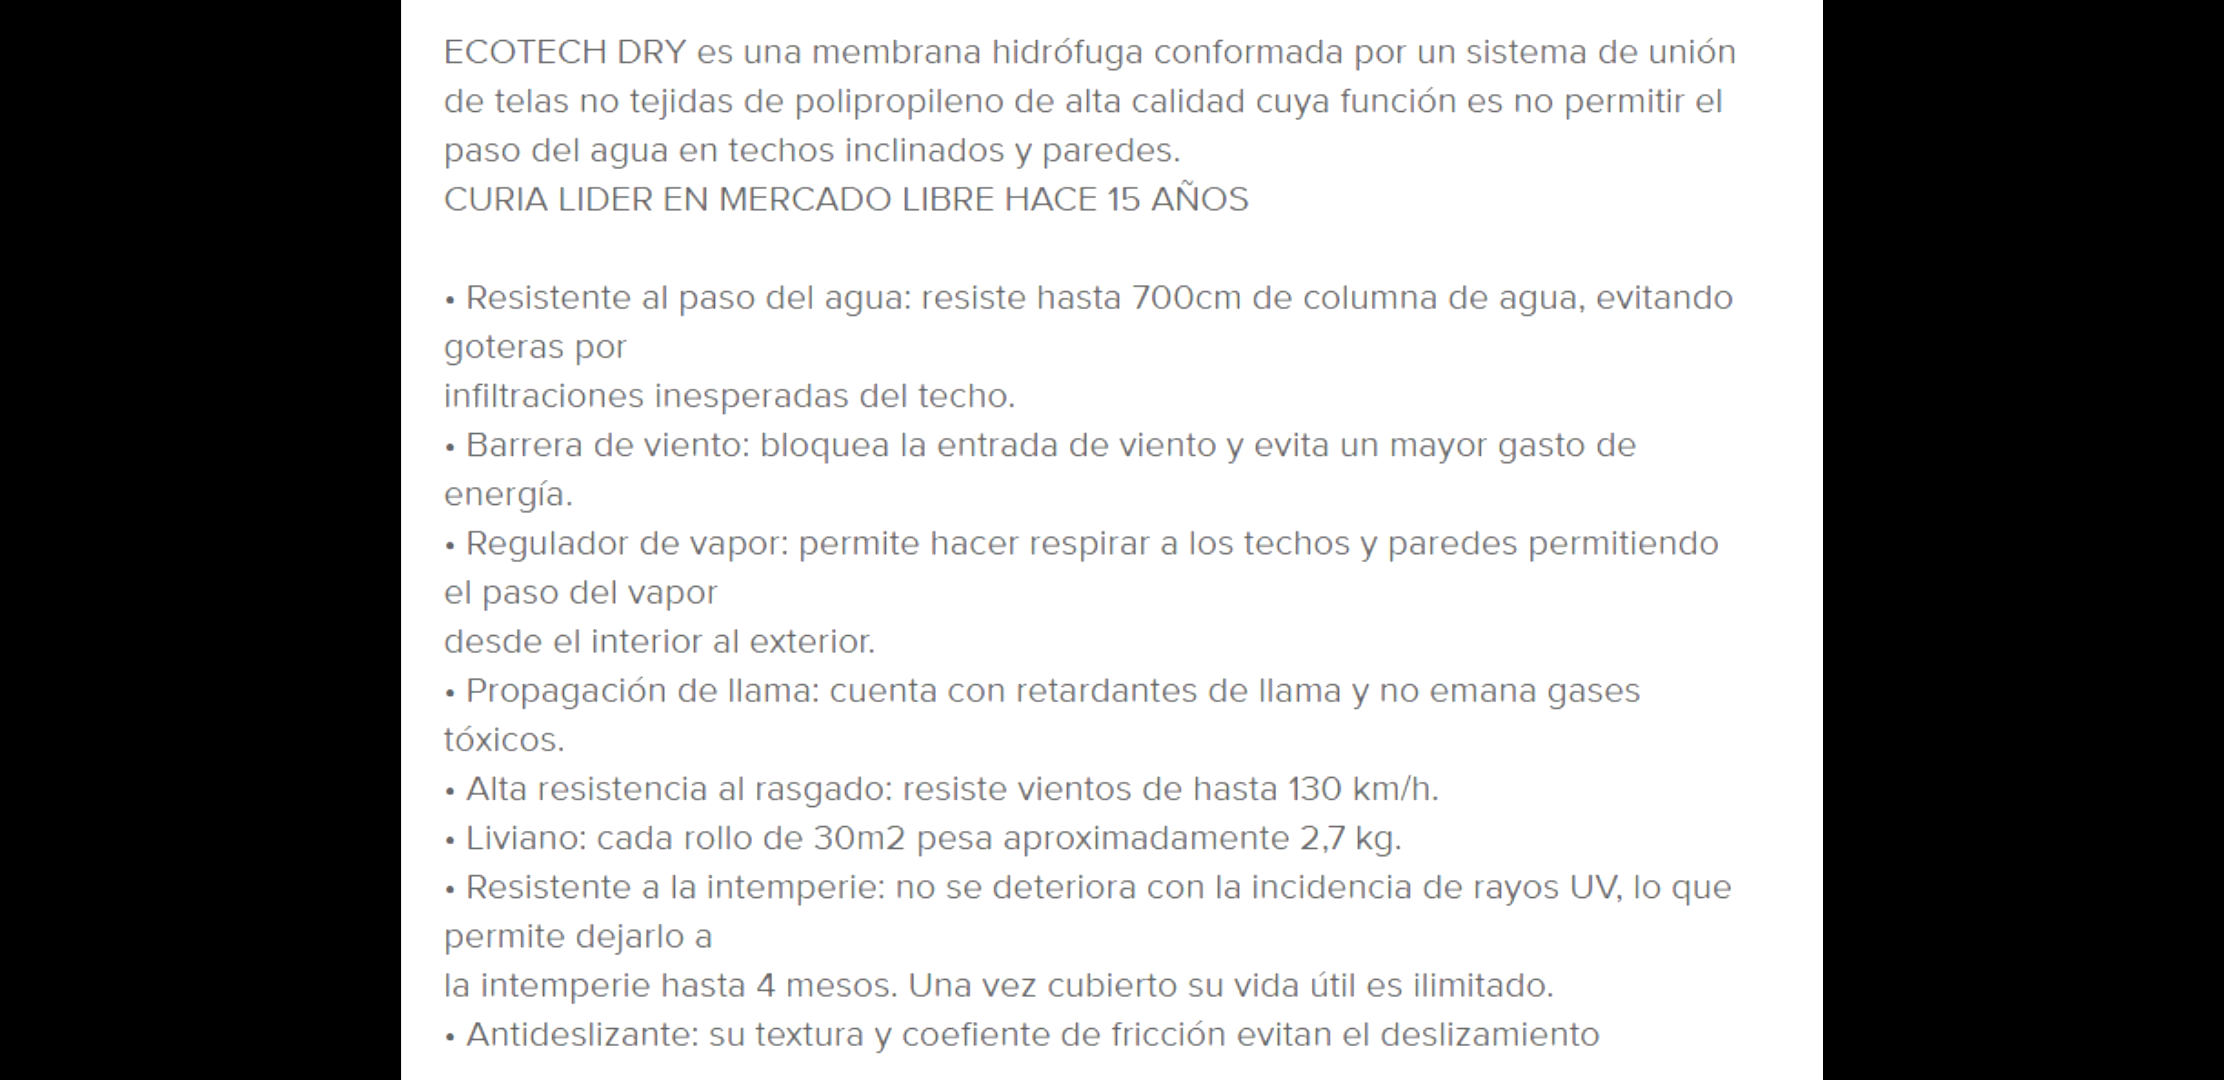 ECOTECH DRY es una membrana hidrófuga conformada por un sistema de unión
de telas no tejidas de polipropileno de alta calidad cuya función es no permitir el
paso del agua en techos inclinados y paredes.
CURIA LIDER EN MERCADO LIBRE HACE 15 AÑOS
• Resistente al paso del agua: resiste hasta 700cm de columna de agua, evitando
goteras por
infiltraciones inesperadas del techo.
• Barrera de viento: bloquea la entrada de viento y evita un mayor gasto de
energía.
• Regulador de vapor: permite hacer respirar a los techos y paredes permitiendo
el paso del vapor
desde el interior al exterior.
• Propagación de llama: cuenta con retardantes de llama y no emana gases
tóxicos.
• Alta resistencia al rasgado: resiste vientos de hasta 130 km/h.
• Liviano: cada rollo de 30m2 pesa aproximadamente 2,7 kg.
• Resistente a la intemperie: no se deteriora con la incidencia de rayos UV, lo que
permite dejarlo a
la intemperie hasta 4 mesos. Una vez cubierto su vida útil es ilimitado.
• Antideslizante: su textura y coefiente de fricción evitan el deslizamiento